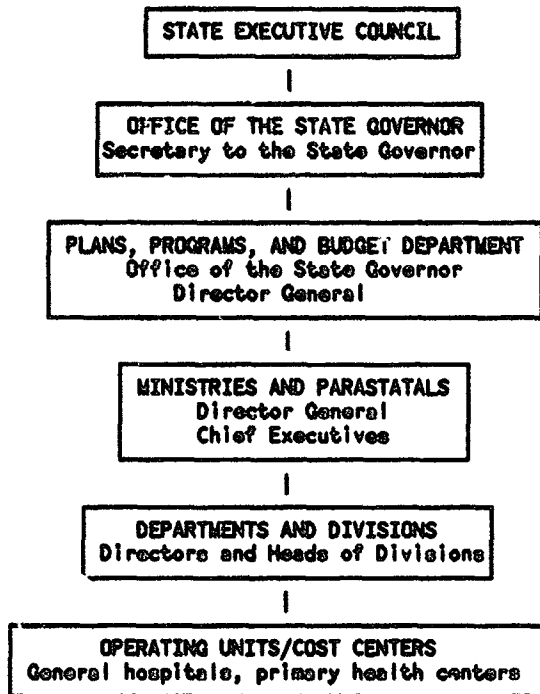 STATE EXECUTIVE COUNCIL
OFFICE OF THE STATE GOVERNOR
Secretary to the State Governor
PLANS, PROGRAMS, AND BUDGET DEPARTMENT
Office of the State Governor
Director General
MINISTRIES AND PARASTATALS
Director General
Chief Executives
DEPARTMENTS AND DIVISIONS
Directors and Heads of Divisions
OPERATING UNITS/COST CENTERS
General hospitals, primary health centers